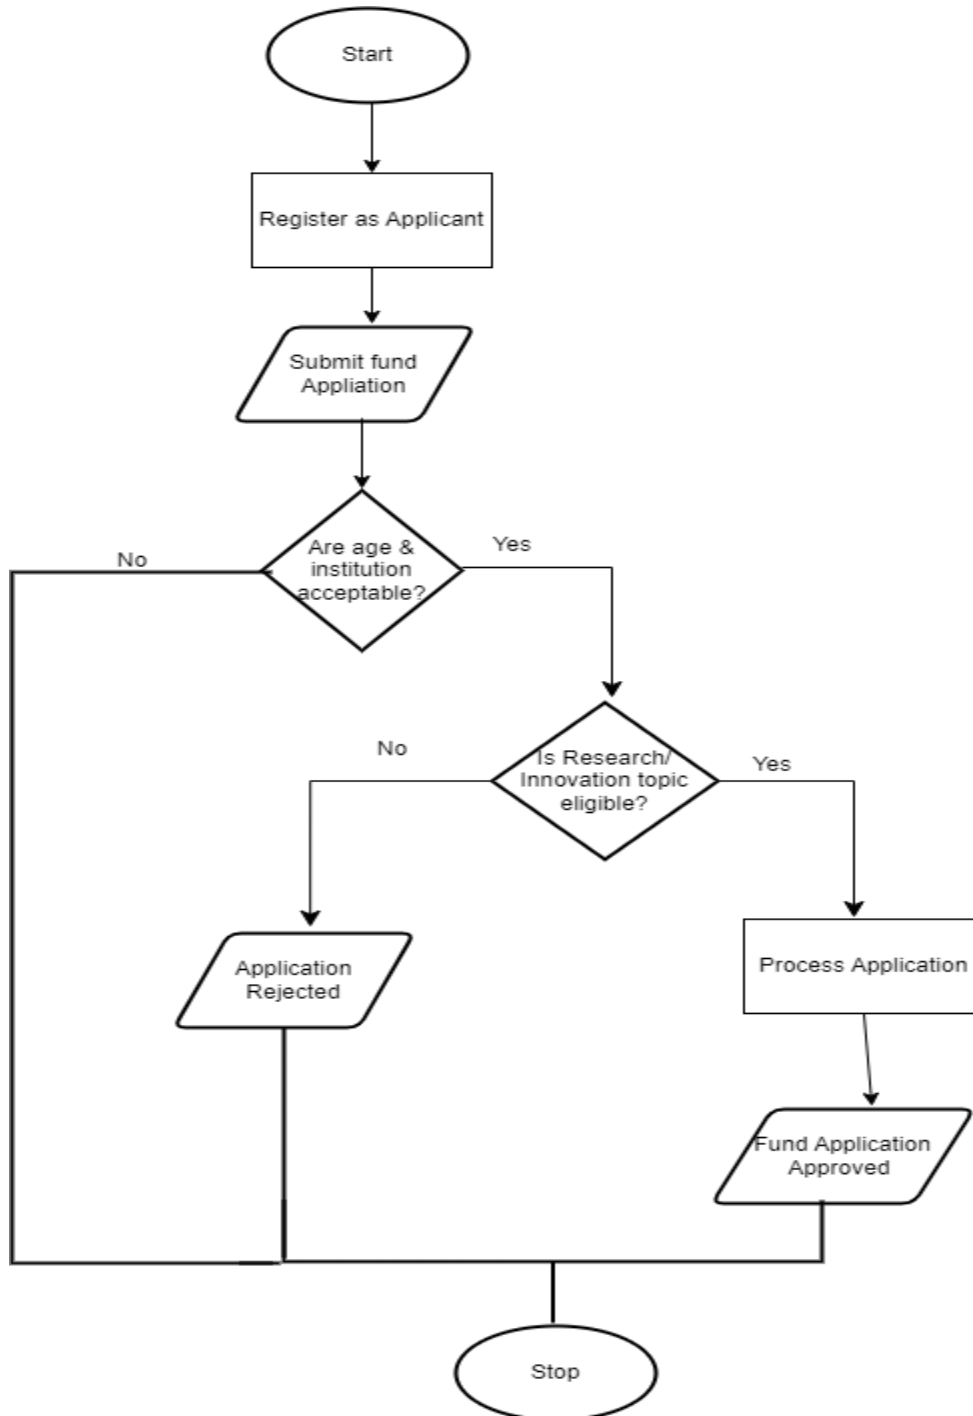 Start
Register as Applicant
Submit fund
Appliation
Are age &
institution
acceptable?
No
Yes
Is Research/
Innovation topic
eligible?
No
Yes
Application
Rejected
Process Application
Fund Application
Approved
Stop